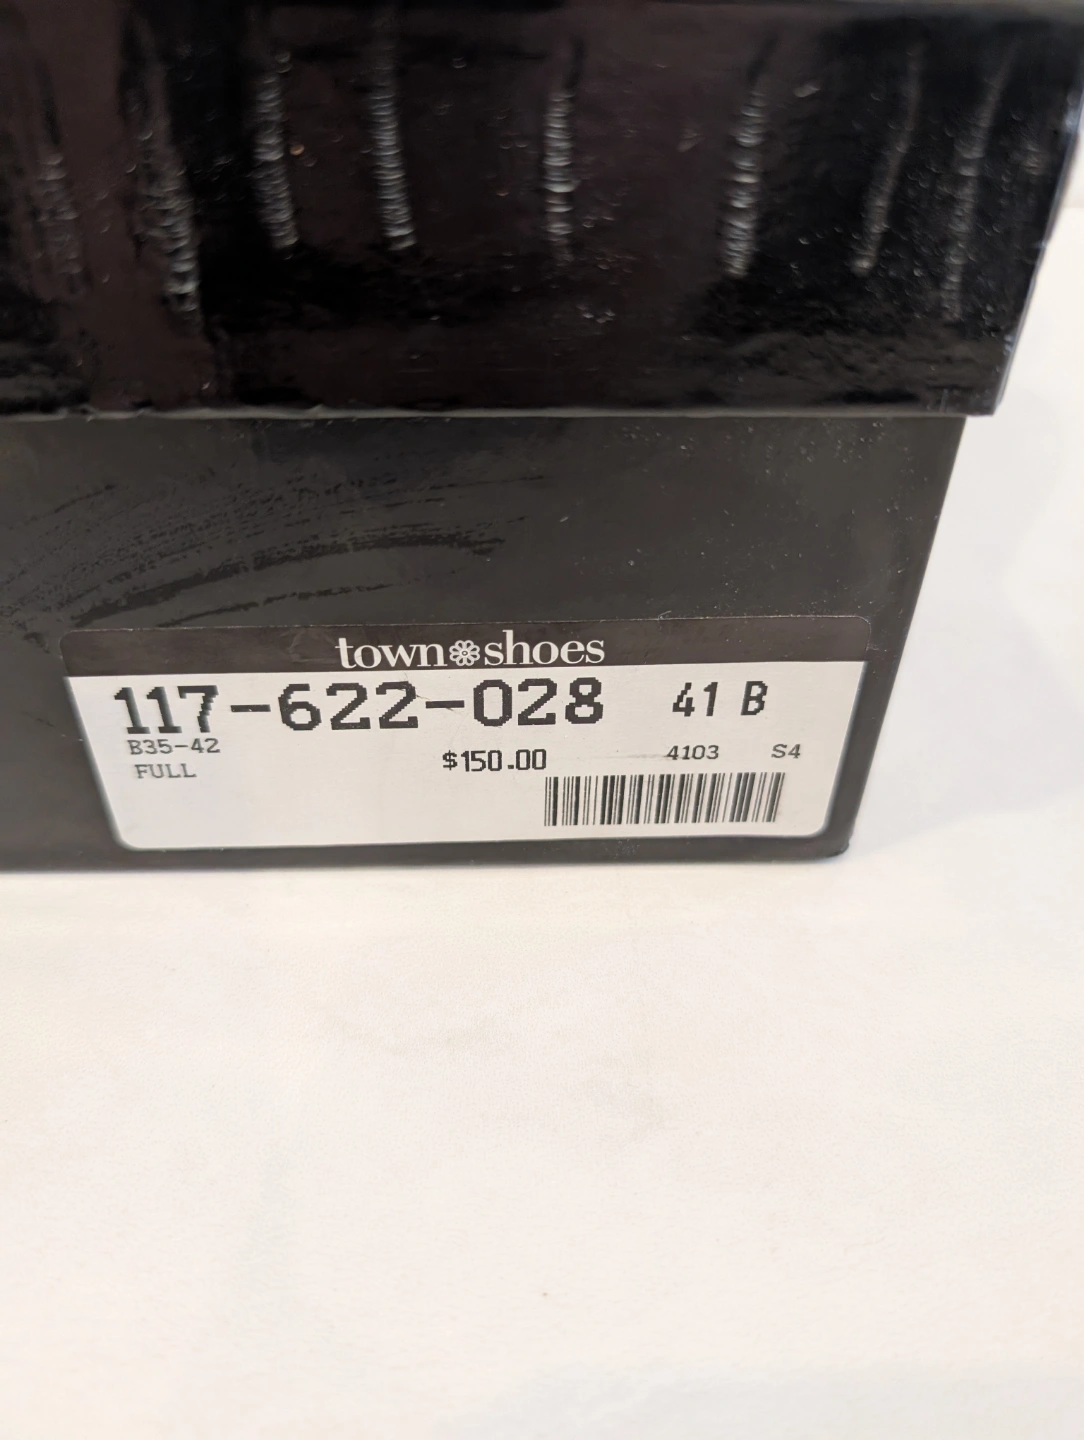 town shoes
117-622-028 41 B
B35-42 $150.00 4103 S4
FULL